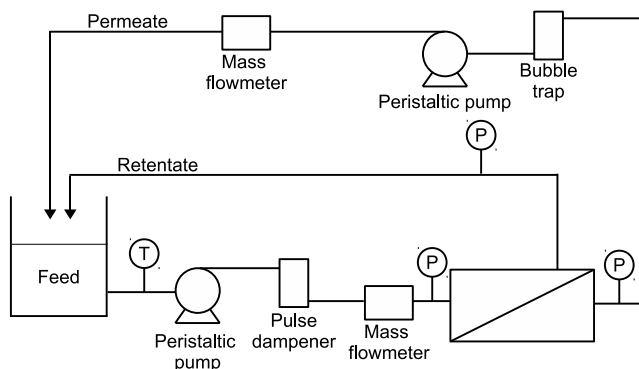 Permeate
Mass
flowmeter
Peristaltic pump
Bubble
trap
P
Retentate
T
P
P
Feed
Peristaltic
pump
Pulse
dampener
Mass
flowmeter